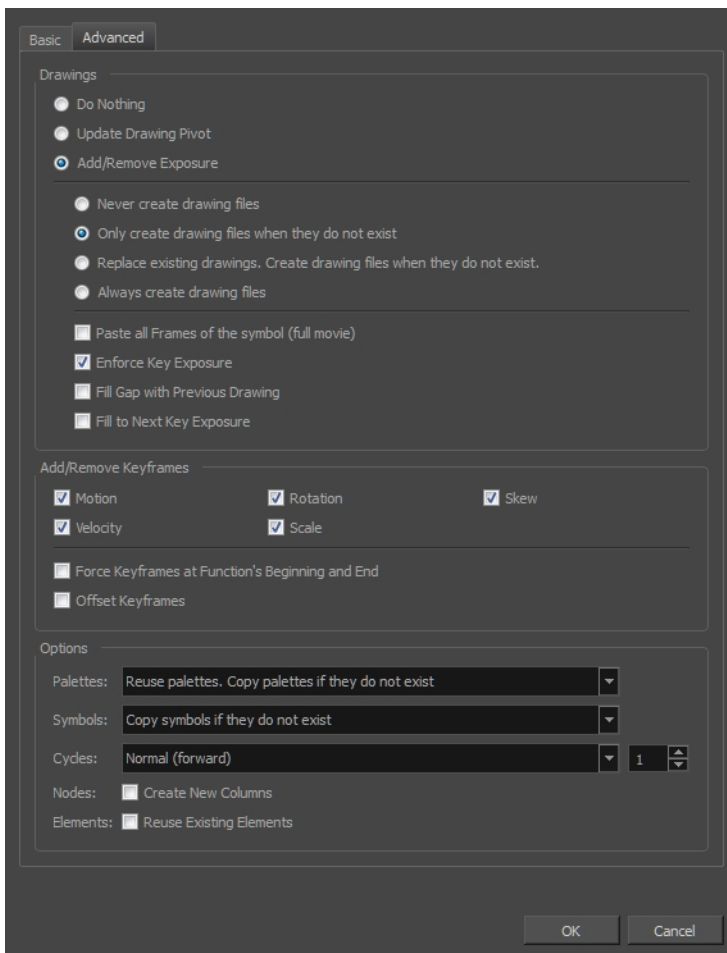 Basic Advanced
Drawings
Do Nothing
Update Drawing Pivot
Add/Remove Exposure
Never create drawing files
Only create drawing files when they do not exist
Replace existing drawings. Create drawing files when they do not exist.
Always create drawing files
Paste all Frames of the symbol (full movie)
Enforce Key Exposure
Fill Gap with Previous Drawing
Fill to Next Key Exposure
Add/Remove Keyframes
Motion Rotation Skew
Velocity Scale
Force Keyframes at Function's Beginning and End
Offset Keyframes
Options
Palettes: Reuse palettes. Copy palettes if they do not exist
Symbols: Copy symbols if they do not exist
Cycles: Normal (forward) 1
Nodes: Create New Columns
Elements: Reuse Existing Elements
OK Cancel